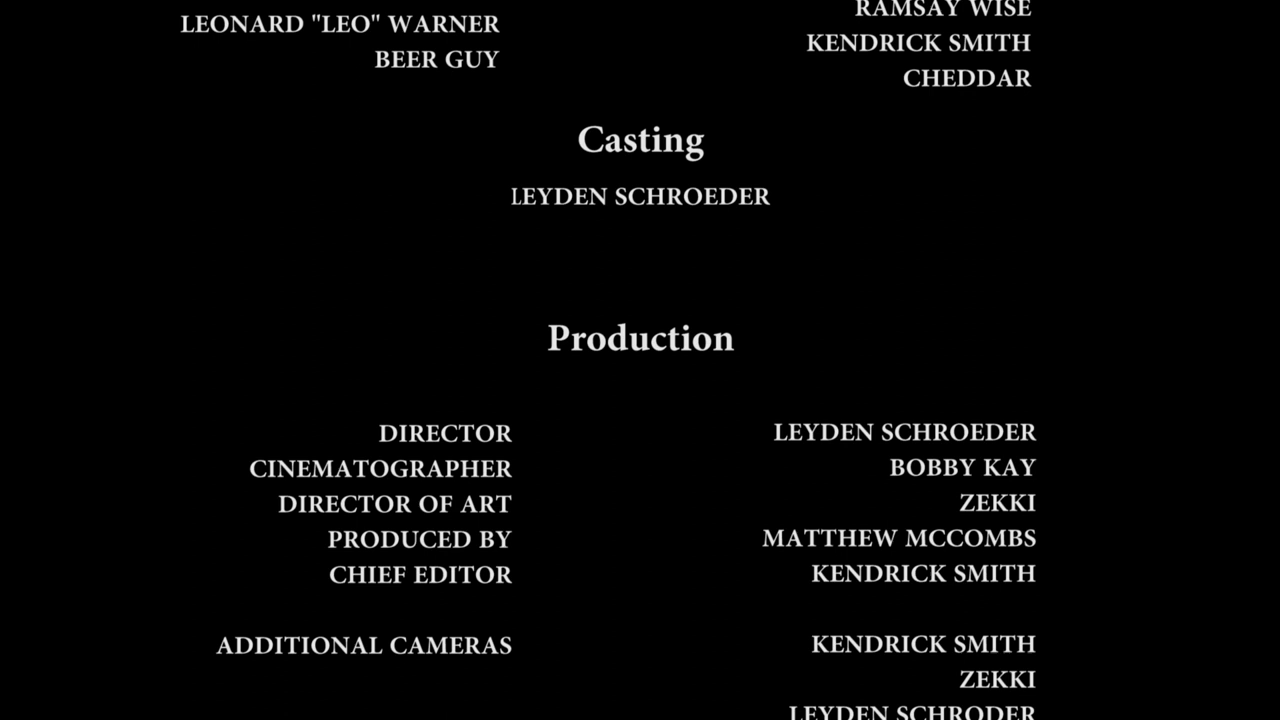 RAMSAY WISE
LEONARD "LEO" WARNER KENDRICK SMITH
BEER GUY CHEDDAR
Casting
LEYDEN SCHROEDER
Production
DIRECTOR LEYDEN SCHROEDER
CINEMATOGRAPHER BOBBY KAY
DIRECTOR OF ART ZEKKI
PRODUCED BY MATTHEW MCCOMBS
CHIEF EDITOR KENDRICK SMITH
ADDITIONAL CAMERAS KENDRICK SMITH
ZEKKI
LEYDEN SCHRODER